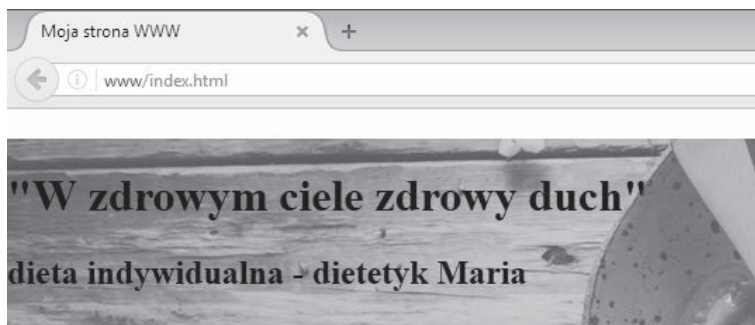 Moja strona WWW
www/index.html
"W zdrowym ciele zdrowy duch"
dieta indywidualna - dietetyk Maria